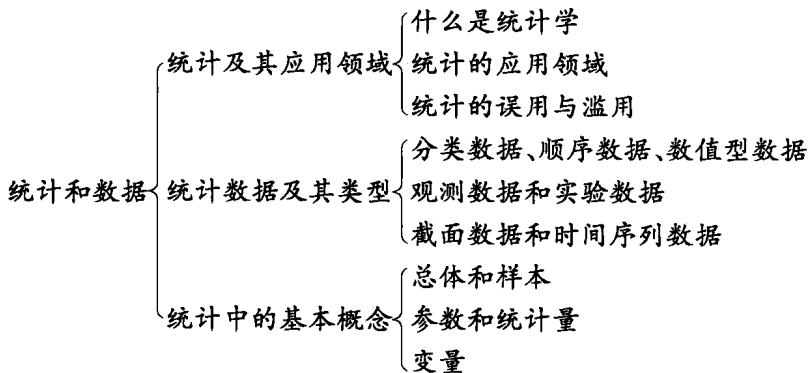 统计和数据
统计及其应用领域
什么是统计学
统计的应用领域
统计的误用与滥用
统计数据及其类型
分类数据、顺序数据、数值型数据
观测数据和实验数据
截面数据和时间序列数据
统计中的基本概念
总体和样本
参数和统计量
变量